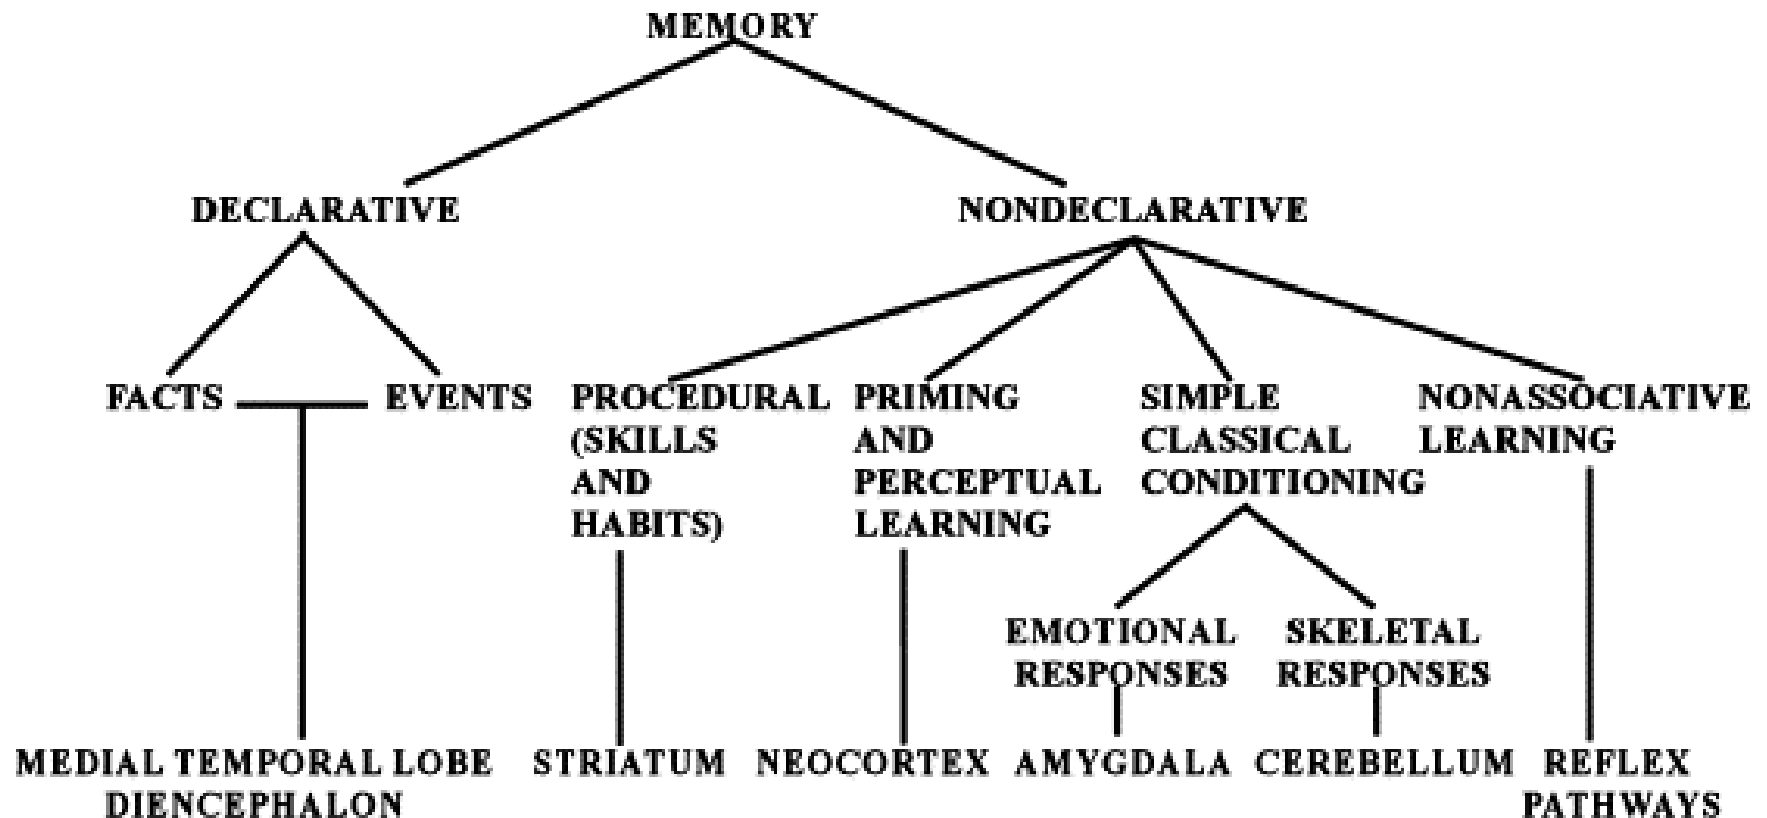 MEMORY
DECLARATIVE
NONDECLARATIVE
FACTS
EVENTS
PROCEDURAL
(SKILLS
AND
HABITS)
PRIMING
AND
PERCEPTUAL
LEARNING
SIMPLE
CLASSICAL
CONDITIONING
NONASSOCIATIVE
LEARNING
EMOTIONAL
RESPONSES
SKELETAL
RESPONSES
MEDIAL TEMPORAL LOBE
DIENCEPHALON
STRIATUM
NEOCORTEX
AMYGDALA
CEREBELLUM
REFLEX
PATHWAYS